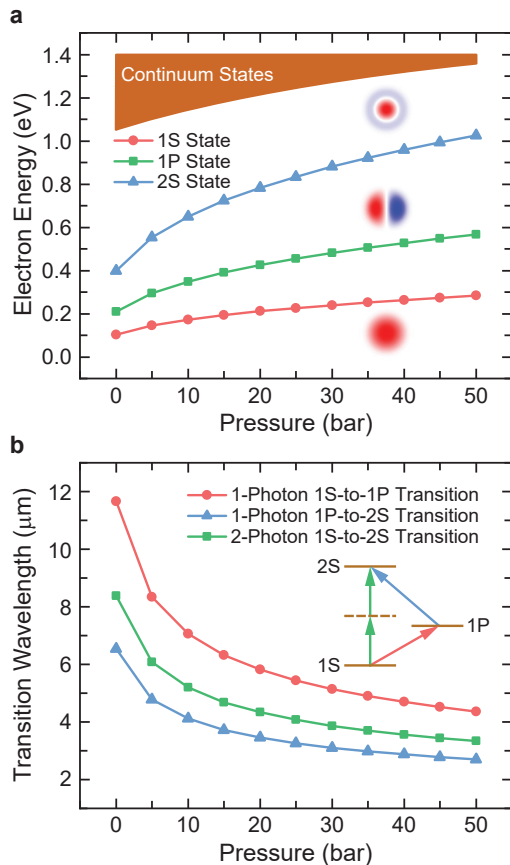 a
Electron Energy (eV)
1.4
1.2
1.0
0.8
0.6
0.4
0.2
0.0
Continuum States
1S State
1P State
2S State
0 10 20 30 40 50
Pressure (bar)
b
Transition Wavelength (μm)
12
10
8
6
4
2
1-Photon 1S-to-1P Transition
1-Photon 1P-to-2S Transition
2-Photon 1S-to-2S Transition
2S
1P
1S
0 10 20 30 40 50
Pressure (bar)